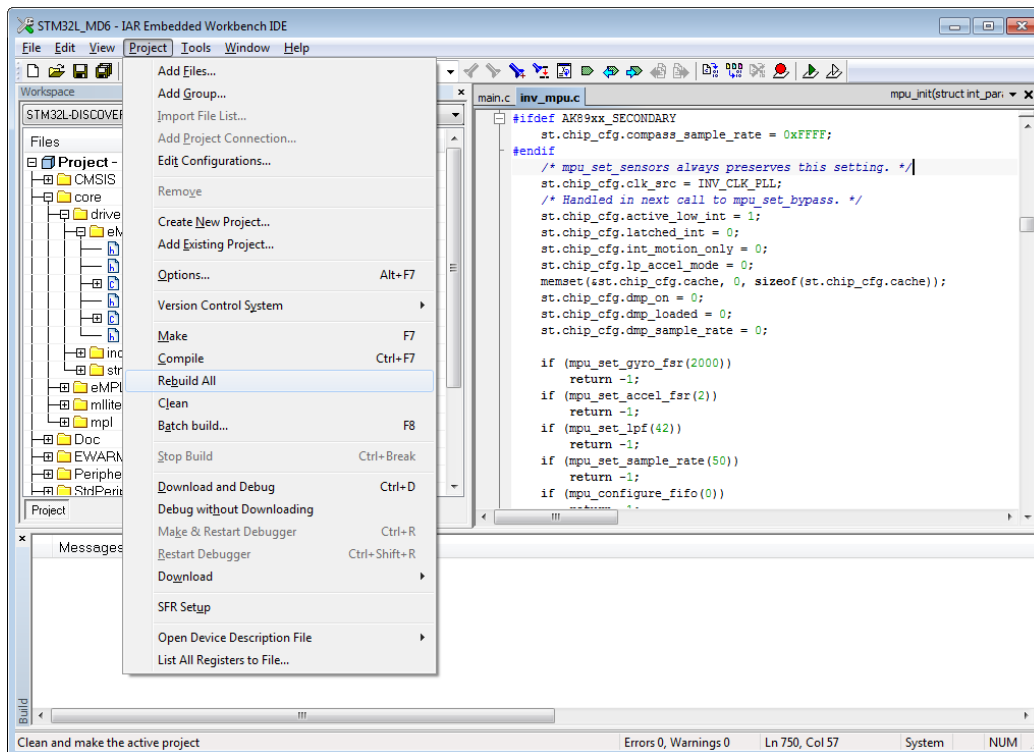 STM32L_MD6 - IAR Embedded Workbench IDE
File Edit View Project Tools Window Help
Workspace
STM32L-DISCOVER
Files
Project -
CMSIS
core
drive
eM
inc
str
eMPL
mllite
mpl
Doc
EWARM
Periphe
StdPeri
Project
Add Files...
Add Group...
Import File List...
Add Project Connection...
Edit Configurations...
Remove
Create New Project...
Add Existing Project...
Options... Alt+F7
Version Control System
Make F7
Compile Ctrl+F7
Rebuild All
Clean
Batch build... F8
Stop Build Ctrl+Break
Download and Debug Ctrl+D
Debug without Downloading
Make & Restart Debugger Ctrl+R
Restart Debugger Ctrl+Shift+R
Download
SFR Setup
Open Device Description File
List All Registers to File...
main.c inv_mpu.c mpu_init(struct int_par
#ifdef AK89xx_SECONDARY
st.chip_cfg.compass_sample_rate = 0xFFFF;
#endif
/* mpu_set_sensors always preserves this setting. */
st.chip_cfg.clk_src = INV_CLK_PLL;
/* Handled in next call to mpu_set_bypass. */
st.chip_cfg.active_low_int = 1;
st.chip_cfg.latched_int = 0;
st.chip_cfg.int_motion_only = 0;
st.chip_cfg.lp_accel_mode = 0;
memset(&st.chip_cfg.cache, 0, sizeof(st.chip_cfg.cache));
st.chip_cfg.dmp_on = 0;
st.chip_cfg.dmp_loaded = 0;
st.chip_cfg.dmp_sample_rate = 0;
if (mpu_set_gyro_fsr(2000))
return -1;
if (mpu_set_accel_fsr(2))
return -1;
if (mpu_set_lpf(42))
return -1;
if (mpu_set_sample_rate(50))
return -1;
if (mpu_configure_fifo(0))
return -1;
Messages
Build
Clean and make the active project
Errors 0, Warnings 0
Ln 750, Col 57
System
NUM